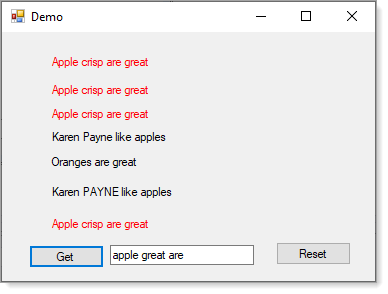 Demo
Apple crisp are great
Apple crisp are great
Apple crisp are great
Karen Payne like apples
Oranges are great
Karen PAYNE like apples
Apple crisp are great
Get apple great are Reset